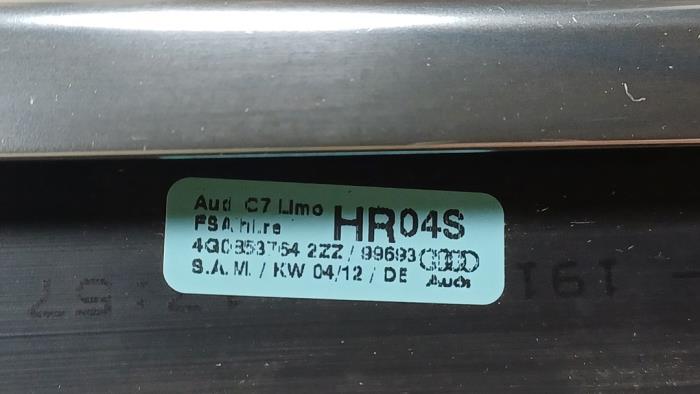 Audi C7 Limo
FSA hi.re HR04S
4G0853764 2ZZ / 99693
S.A.M. / KW 04/12 / DE Audi